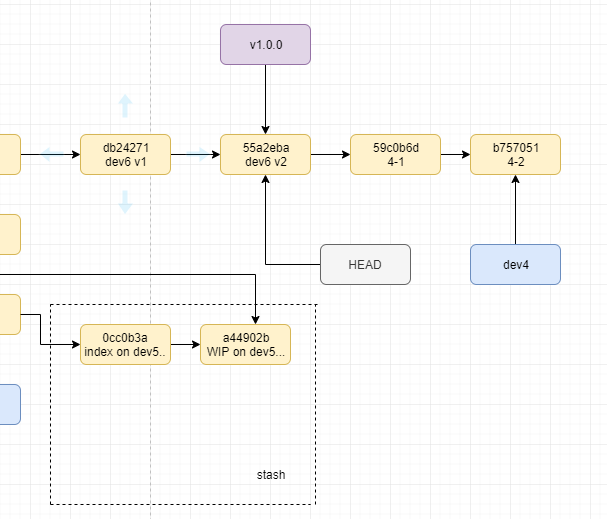 v1.0.0
db24271
dev6 v1
55a2eba
dev6 v2
59c0b6d
4-1
b757051
4-2
HEAD
dev4
0cc0b3a
index on dev5..
a44902b
WIP on dev5...
stash